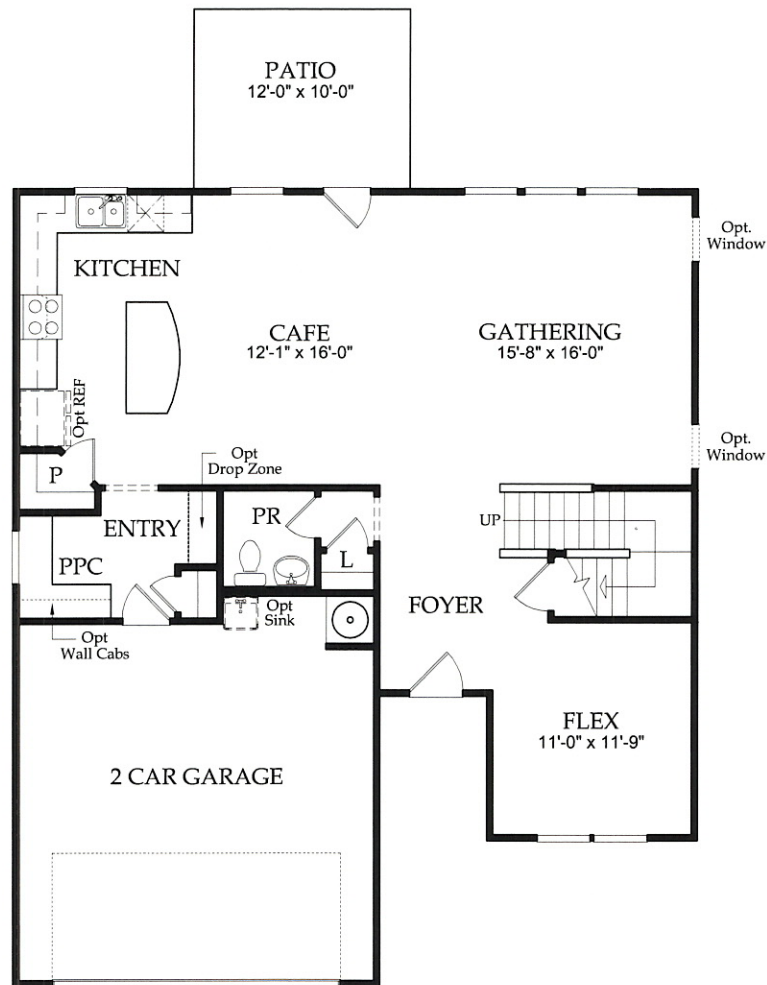 PATIO
12'-0" x 10'-0"
Opt.
Window
KITCHEN
CAFE
12'-1" x 16'-0"
GATHERING
15'-8" x 16'-0"
Opt REF
Opt.
Window
Opt
Drop Zone
P
ENTRY
PR
UP
PPC
L
Opt
Sink
FOYER
Opt
Wall Cabs
FLEX
11'-0" x 11'-9"
2 CAR GARAGE